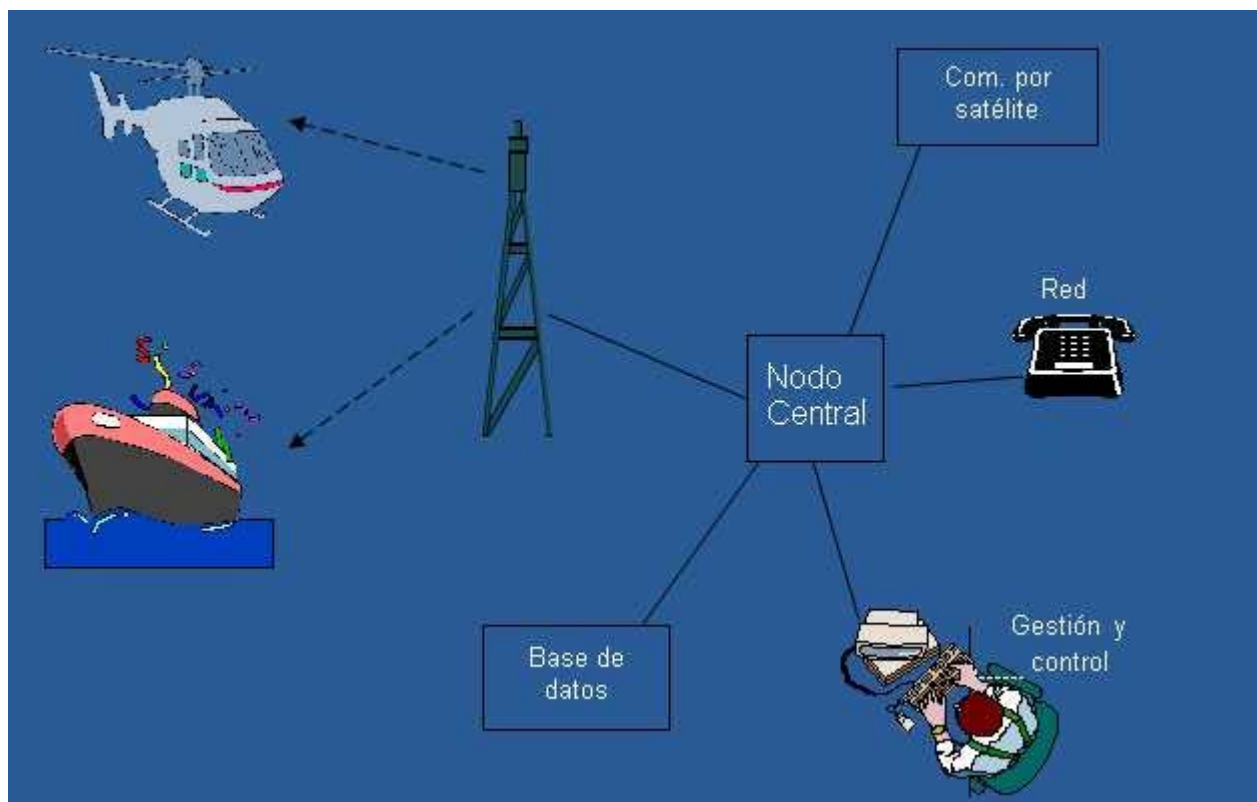 Com. por
satélite
Red
Nodo
Central
Base de
datos
Gestión y
control